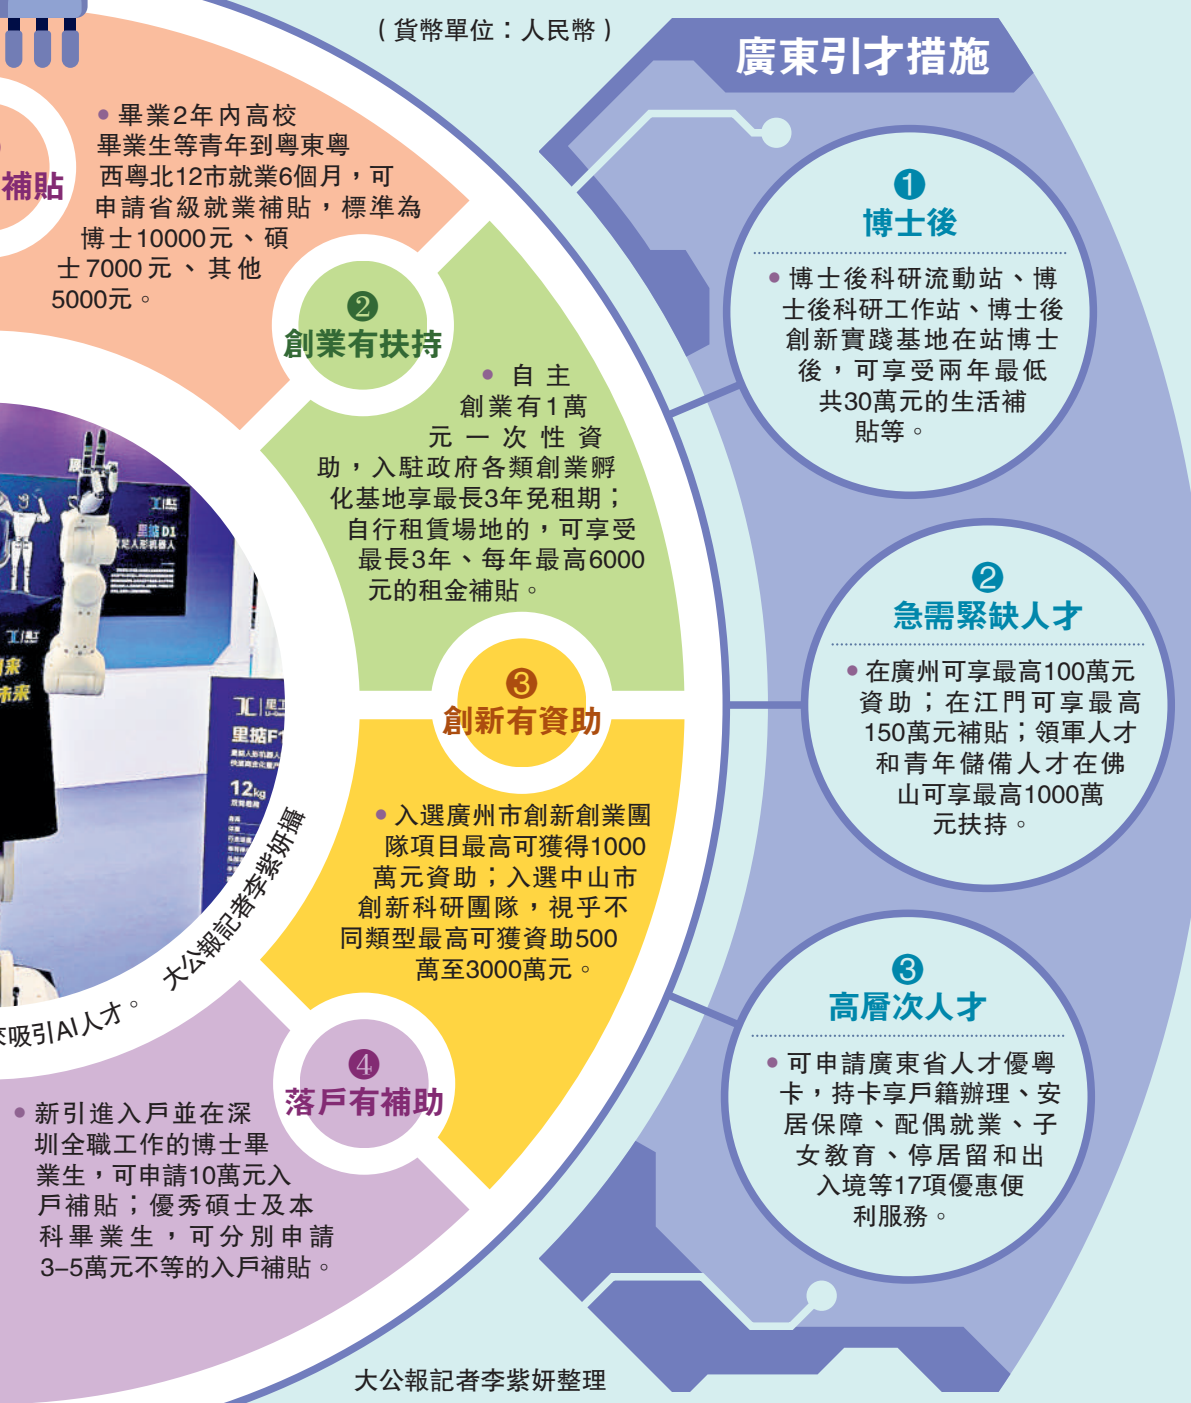 （貨幣單位：人民幣）
廣東引才措施
補貼
• 畢業2年內高校
畢業生等青年到粵東粵
西粵北12市就業6個月，可
申請省級就業補貼，標準為
博士10000元、碩
士7000元、其他
5000元。
❷
創業有扶持
• 自主
創業有1萬
元一次性資
助，入駐政府各類創業孵
化基地享最長3年免租期；
自行租賃場地的，可享受
最長3年、每年最高6000
元的租金補貼。
❸
創新有資助
• 入選廣州市創新創業團
隊項目最高可獲得1000
萬元資助；入選中山市
創新科研團隊，視乎不
同類型最高可獲資助500
萬至3000萬元。
❹
落戶有補助
• 新引進入戶並在深
圳全職工作的博士畢
業生，可申請10萬元入
戶補貼；優秀碩士及本
科畢業生，可分別申請
3–5萬元不等的入戶補貼。
❶
博士後
• 博士後科研流動站、博
士後科研工作站、博士後
創新實踐基地在站博士
後，可享受兩年最低
共30萬元的生活補
貼等。
❷
急需緊缺人才
• 在廣州可享最高100萬元
資助；在江門可享最高
150萬元補貼；領軍人才
和青年儲備人才在佛
山可享最高1000萬
元扶持。
❸
高層次人才
• 可申請廣東省人才優粵
卡，持卡享戶籍辦理、安
居保障、配偶就業、子
女教育、停居留和出
入境等17項優惠便
利服務。
星掂 D1
人形机器人
12kg
吸引AI人才。 大公報記者李紫妍攝
大公報記者李紫妍整理